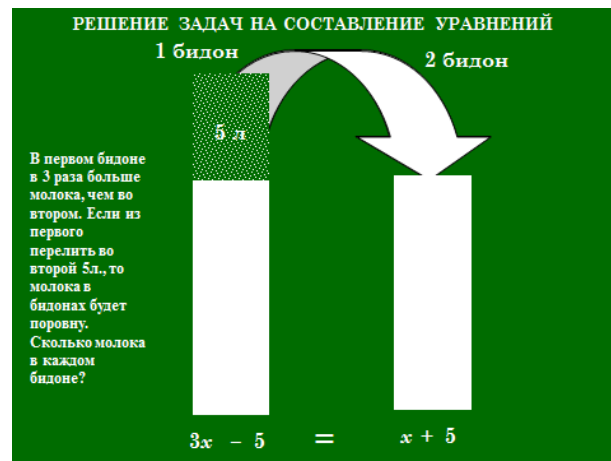 РЕШЕНИЕ ЗАДАЧ НА СОСТАВЛЕНИЕ УРАВНЕНИЙ
1 бидон
2 бидон
5 л
В первом бидоне
в 3 раза больше
молока, чем во
втором. Если из
первого
перелить во
второй 5л., то
молока в
бидонах будет
поровну.
Сколько молока
в каждом
бидоне?
3x - 5 = x + 5